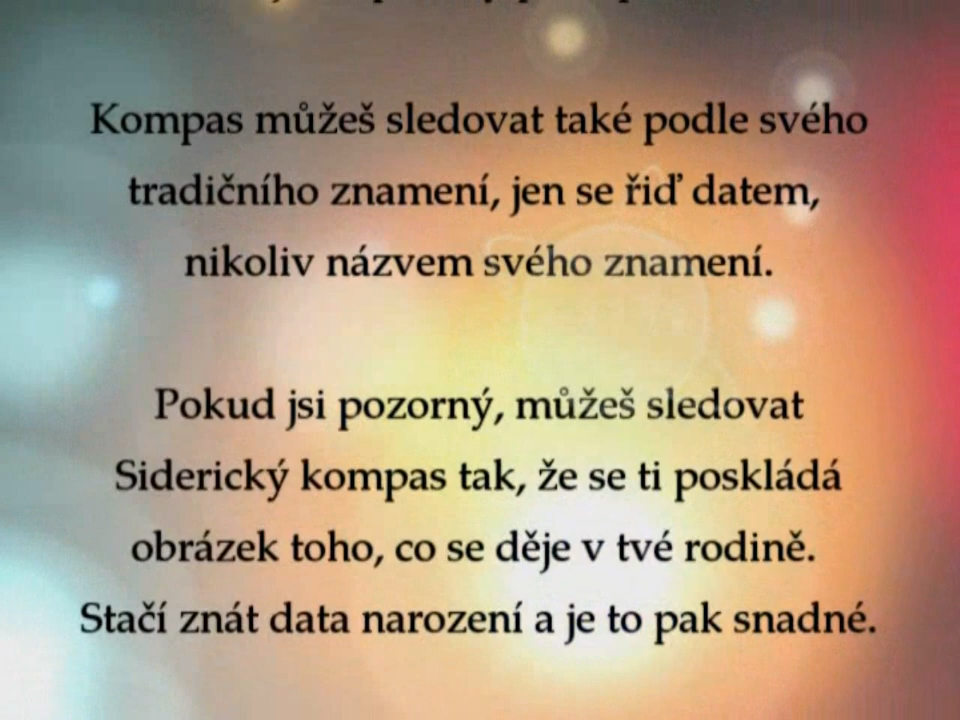 Kompas můžeš sledovat také podle svého
tradičního znamení, jen se řiď datem,
nikoliv názvem svého znamení.
Pokud jsi pozorný, můžeš sledovat
Siderický kompas tak, že se ti poskládá
obrázek toho, co se děje v tvé rodině.
Stačí znát data narození a je to pak snadné.